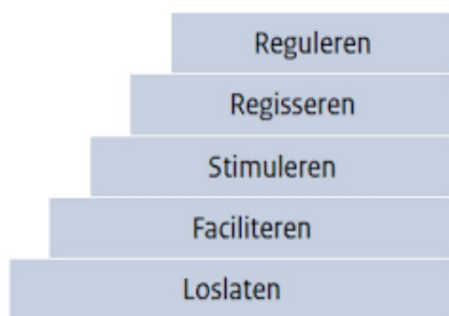 Reguleren
Regisseren
Stimuleren
Faciliteren
Loslaten